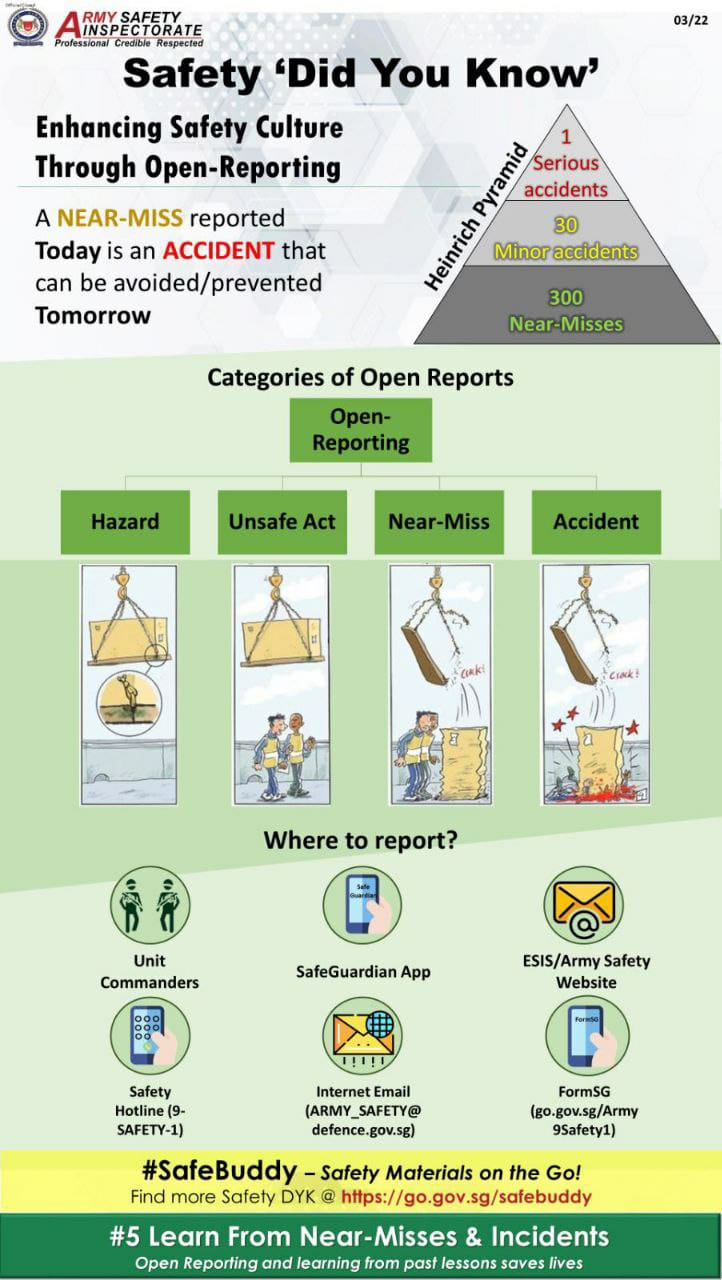 ARMY SAFETY
INSPECTORATE
Professional Credible Respected
03/22
Safety ‘Did You Know’
Enhancing Safety Culture
Through Open-Reporting
A NEAR-MISS reported
Today is an ACCIDENT that
can be avoided/prevented
Tomorrow
Heinrich Pyramid
1
Serious
accidents
30
Minor accidents
300
Near-Misses
Categories of Open Reports
Open-
Reporting
Hazard
Unsafe Act
Near-Miss
Accident
Crack!
Crack!
Where to report?
Unit
Commanders
Safe
Guardian
SafeGuardian App
ESIS/Army Safety
Website
Safety
Hotline (9-
SAFETY-1)
Internet Email
(ARMY_SAFETY@
defence.gov.sg)
FormSG
FormSG
(go.gov.sg/Army
9Safety1)
#SafeBuddy – Safety Materials on the Go!
Find more Safety DYK @ https://go.gov.sg/safebuddy
#5 Learn From Near-Misses & Incidents
Open Reporting and learning from past lessons saves lives